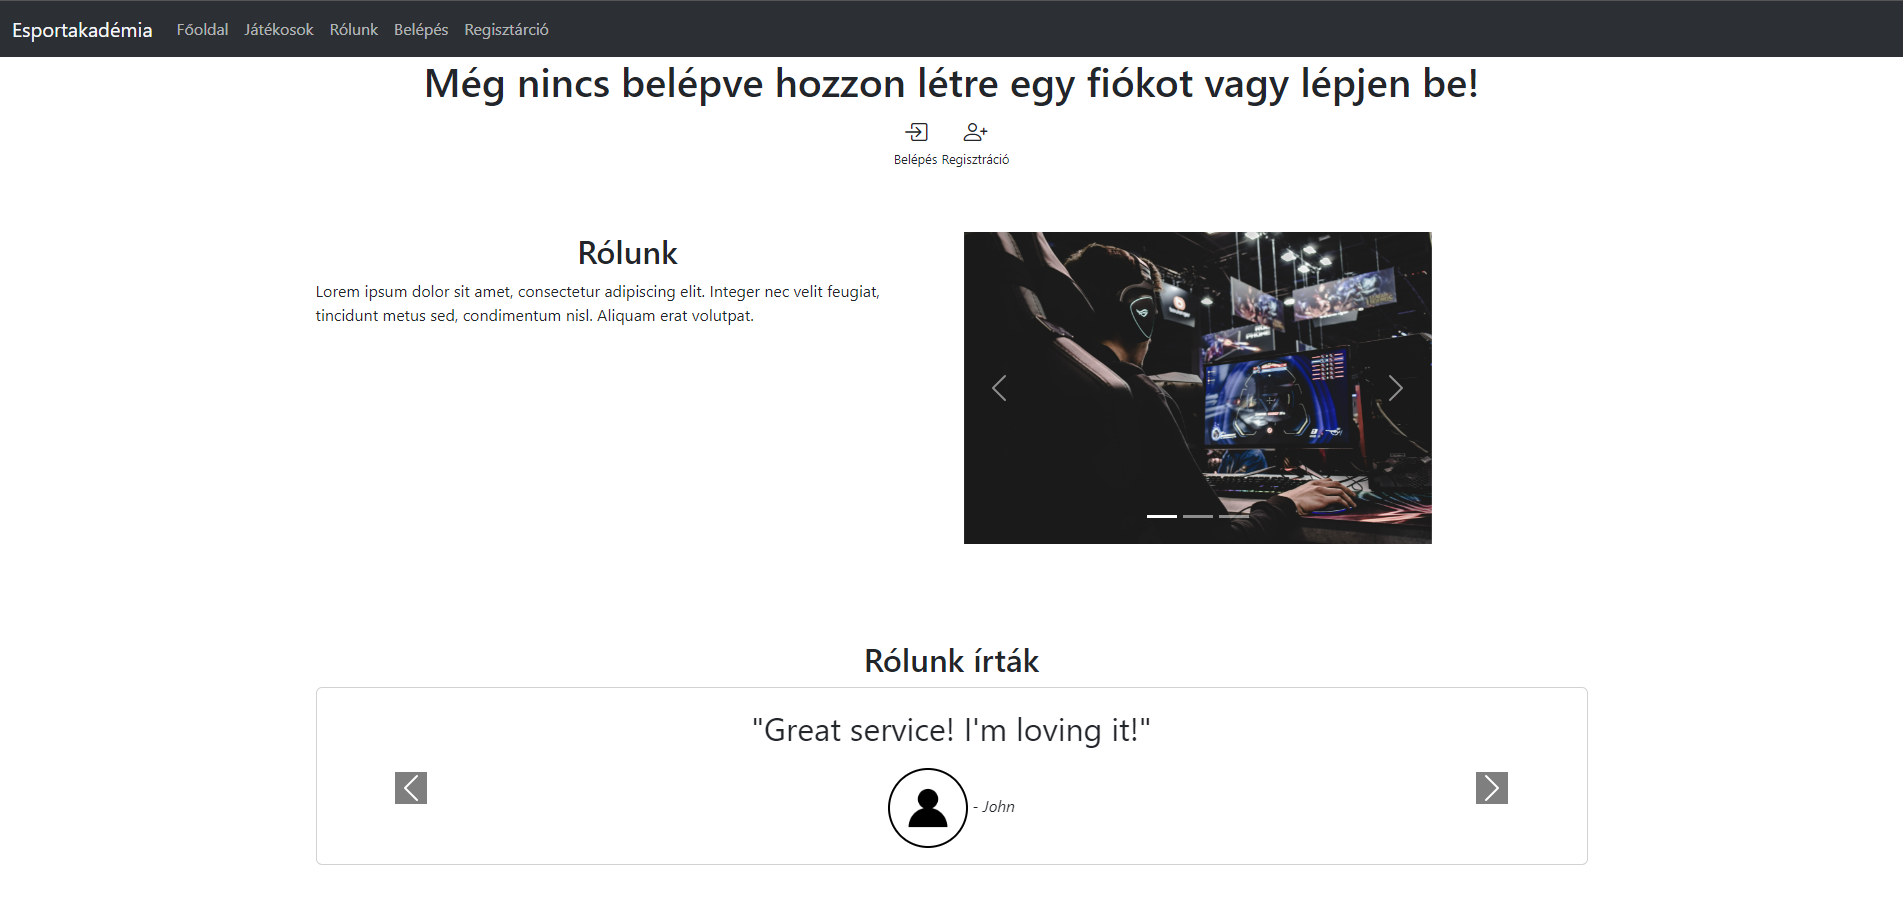 Esportakadémia Főoldal Játékosok Rólunk Belépés Regisztárció
Még nincs belépve hozzon létre egy fiókot vagy lépjen be!
Belépés Regisztráció
Rólunk
Lorem ipsum dolor sit amet, consectetur adipiscing elit. Integer nec velit feugiat,
tincidunt metus sed, condimentum nisl. Aliquam erat volutpat.
Rólunk írták
"Great service! I'm loving it!"
- John